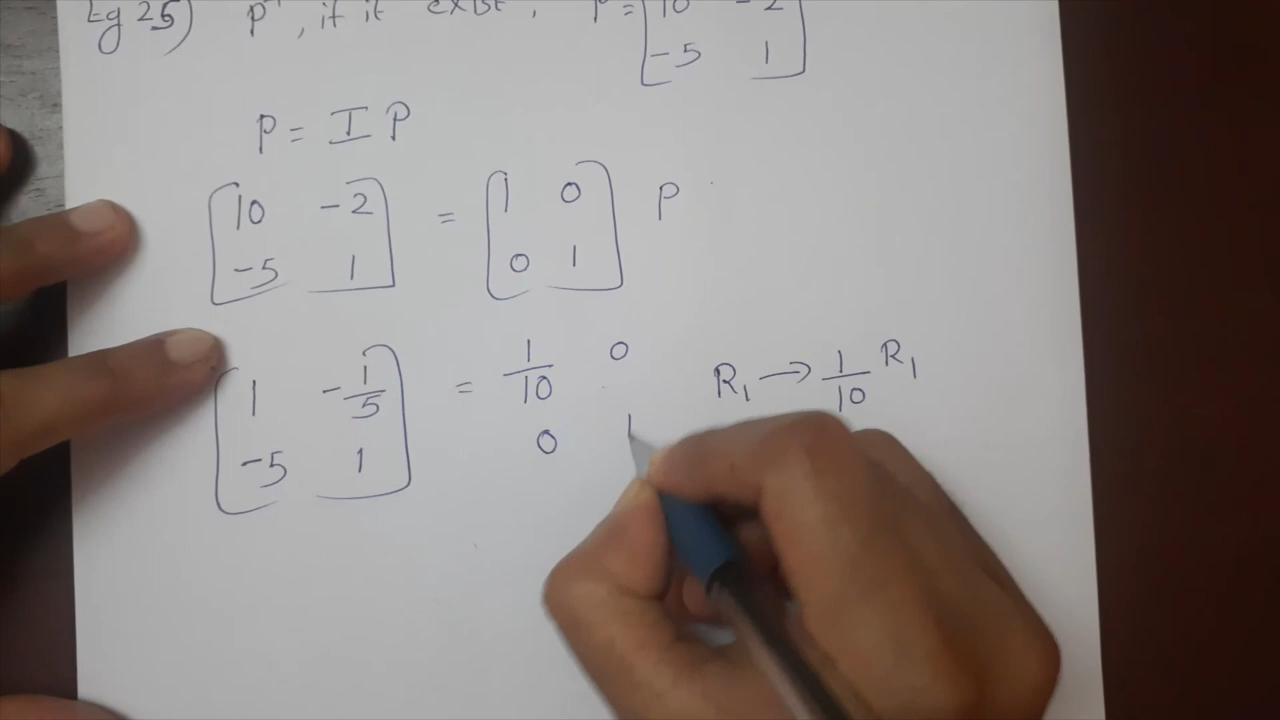 Eg 25) P⁻¹, if it exist, P = [10 -2
-5 1]
P = I P
[10 -2
-5 1] = [1 0
0 1] P
[1 -1/5
-5 1] = 1/10 0
0 1
R₁ → 1/10 R₁